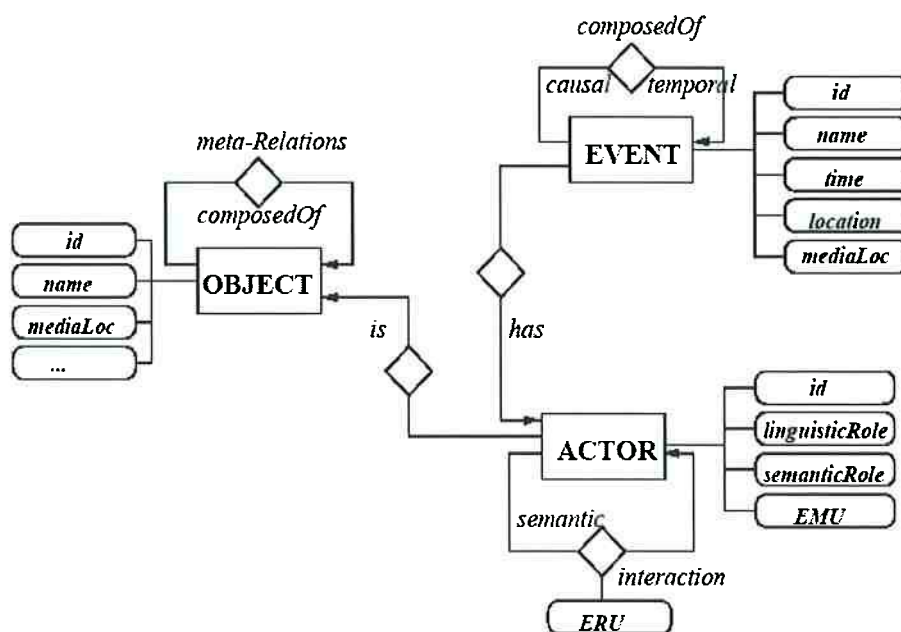 composedOf
causal
temporal
EVENT
id
name
time
location
mediaLoc
meta-Relations
composedOf
OBJECT
id
name
mediaLoc
...
is
has
ACTOR
id
linguisticRole
semanticRole
EMU
semantic
interaction
ERU